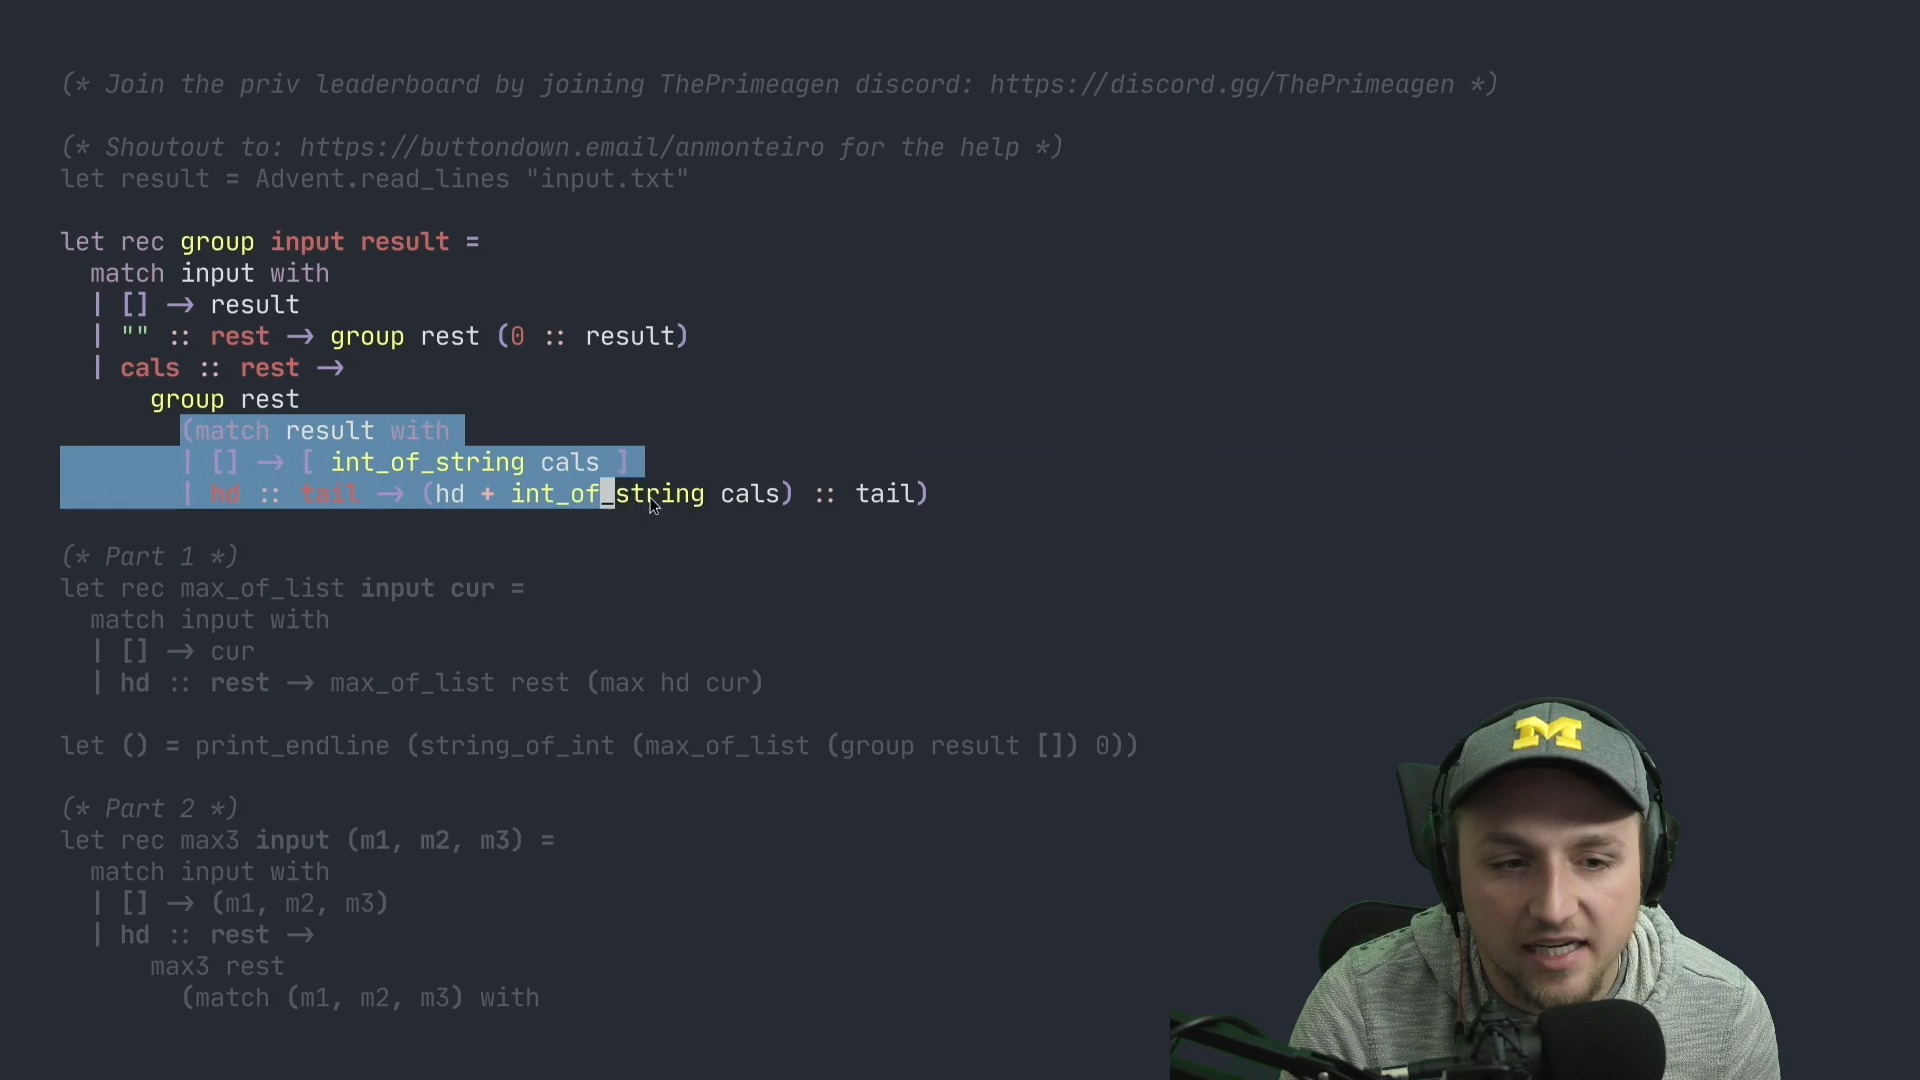 (* Join the priv leaderboard by joining ThePrimeagen discord: https://discord.gg/ThePrimeagen *)
(* Shoutout to: https://buttondown.email/anmonteiro for the help *)
let result = Advent.read_lines "input.txt"
let rec group input result =
match input with
| [] -> result
| "" :: rest -> group rest (0 :: result)
| cals :: rest ->
group rest
(match result with
| [] -> [ int_of_string cals ]
| hd :: tail -> (hd + int_of_string cals) :: tail)
(* Part 1 *)
let rec max_of_list input cur =
match input with
| [] -> cur
| hd :: rest -> max_of_list rest (max hd cur)
let () = print_endline (string_of_int (max_of_list (group result []) 0))
(* Part 2 *)
let rec max3 input (m1, m2, m3) =
match input with
| [] -> (m1, m2, m3)
| hd :: rest ->
max3 rest
(match (m1, m2, m3) with
M